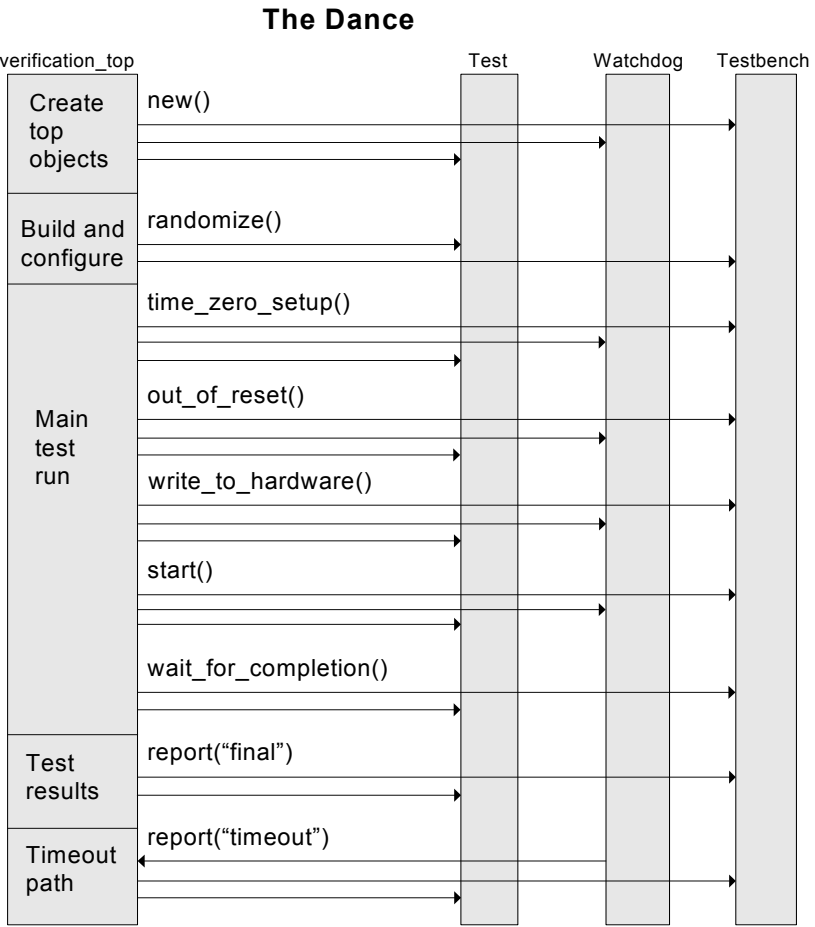 The Dance
verification_top
Test
Watchdog
Testbench
Create
top
objects
new()
Build and
configure
randomize()
Main
test
run
time_zero_setup()
out_of_reset()
write_to_hardware()
start()
wait_for_completion()
Test
results
report(“final”)
Timeout
path
report(“timeout”)